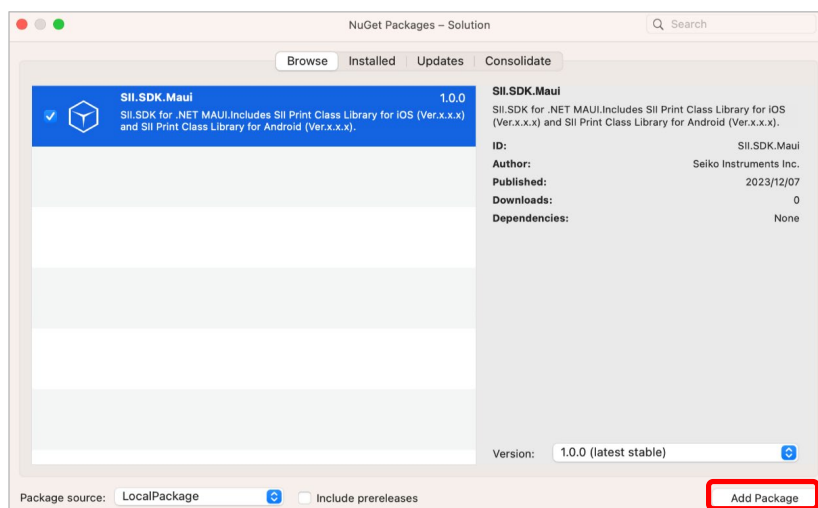 NuGet Packages – Solution
Search
Browse
Installed
Updates
Consolidate
SII.SDK.Maui 1.0.0
SII.SDK for .NET MAUI.Includes SII Print Class Library for iOS (Ver.x.x.x)
and SII Print Class Library for Android (Ver.x.x.x).
SII.SDK.Maui
SII.SDK for .NET MAUI.Includes SII Print Class Library for iOS
(Ver.x.x.x) and SII Print Class Library for Android (Ver.x.x.x).
ID: SII.SDK.Maui
Author: Seiko Instruments Inc.
Published: 2023/12/07
Downloads: 0
Dependencies: None
Version: 1.0.0 (latest stable)
Package source: LocalPackage
Include prereleases
Add Package